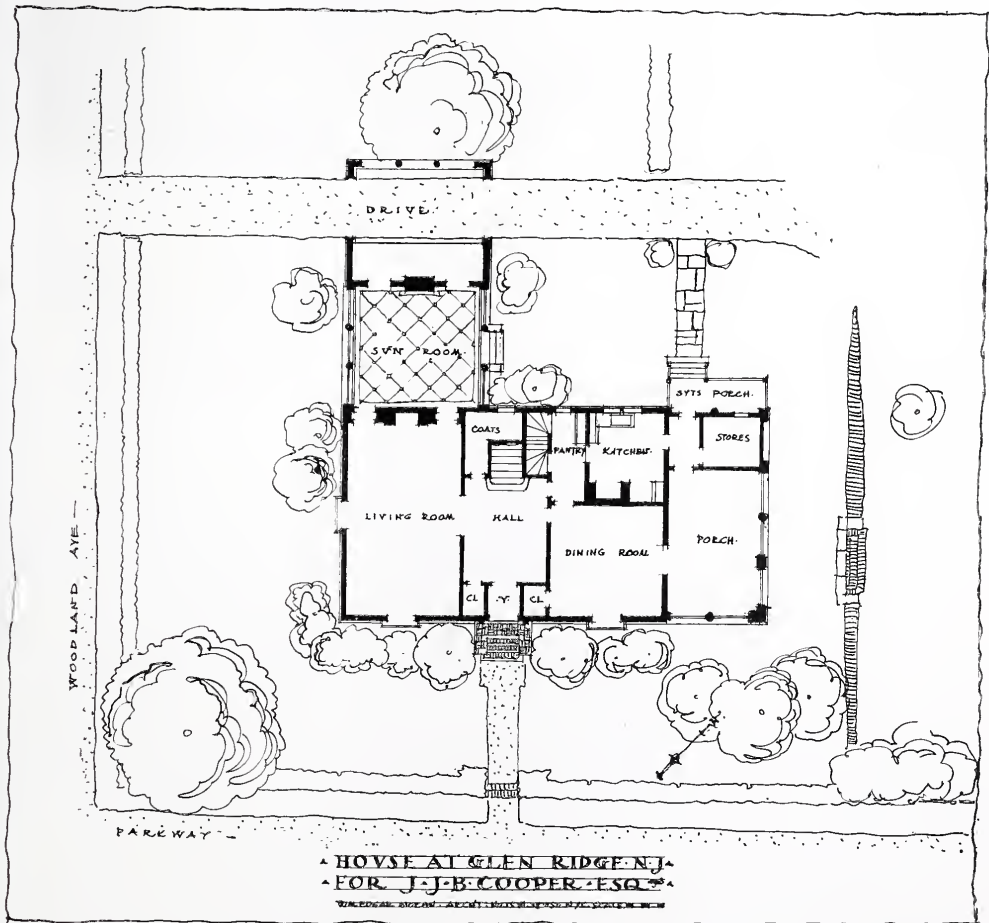 DRIVE
SVN ROOM.
SYTS PORCH.
COATS
STORES
PANTRY
KITCHEN.
LIVING ROOM
HALL
PORCH.
DINING ROOM
CL
.V.
CL
WOODLAND AVE -
PARKWAY -
HOVSE AT GLEN RIDGE · N.J.
FOR J · J · B · COOPER · ESQ